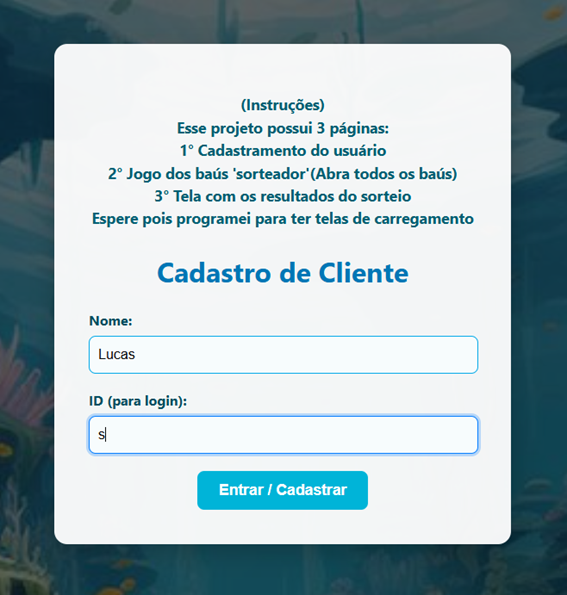 (Instruções)
Esse projeto possui 3 páginas:
1° Cadastramento do usuário
2° Jogo dos baús 'sorteador'(Abra todos os baús)
3° Tela com os resultados do sorteio
Espere pois programei para ter telas de carregamento
Cadastro de Cliente
Nome:
Lucas
ID (para login):
s
Entrar / Cadastrar